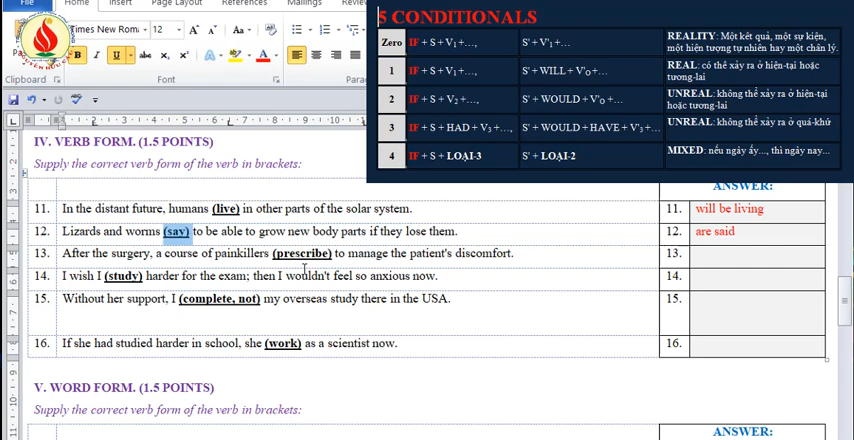 File
Home
Insert
Page Layout
References
Mailings
Review
View
Times New Rom
12
Clipboard
Font
5 CONDITIONALS
Zero IF + S + V1 +…, S' + V'1 +… REALITY: Một kết quả, một sự kiện, một hiện tượng tự nhiên hay một chân lý.
1 IF + S + V1 +…, S' + WILL + V'O +… REAL: có thể xảy ra ở hiện-tại hoặc tương-lai
2 IF + S + V2 +…, S' + WOULD + V'O +… UNREAL: không thể xảy ra ở hiện-tại hoặc tương-lai
3 IF + S + HAD + V3 +…, S' + WOULD + HAVE + V'3 +… UNREAL: không thể xảy ra ở quá-khứ
4 IF + S + LOẠI-3 S' + LOẠI-2 MIXED: nếu ngày ấy..., thì ngày nay...
IV. VERB FORM. (1.5 POINTS)
Supply the correct verb form of the verb in brackets:
ANSWER:
11. In the distant future, humans (live) in other parts of the solar system. 11. will be living
12. Lizards and worms (say) to be able to grow new body parts if they lose them. 12. are said
13. After the surgery, a course of painkillers (prescribe) to manage the patient's discomfort. 13.
14. I wish I (study) harder for the exam; then I wouldn't feel so anxious now. 14.
15. Without her support, I (complete, not) my overseas study there in the USA. 15.
16. If she had studied harder in school, she (work) as a scientist now. 16.
V. WORD FORM. (1.5 POINTS)
Supply the correct verb form of the verb in brackets:
ANSWER: